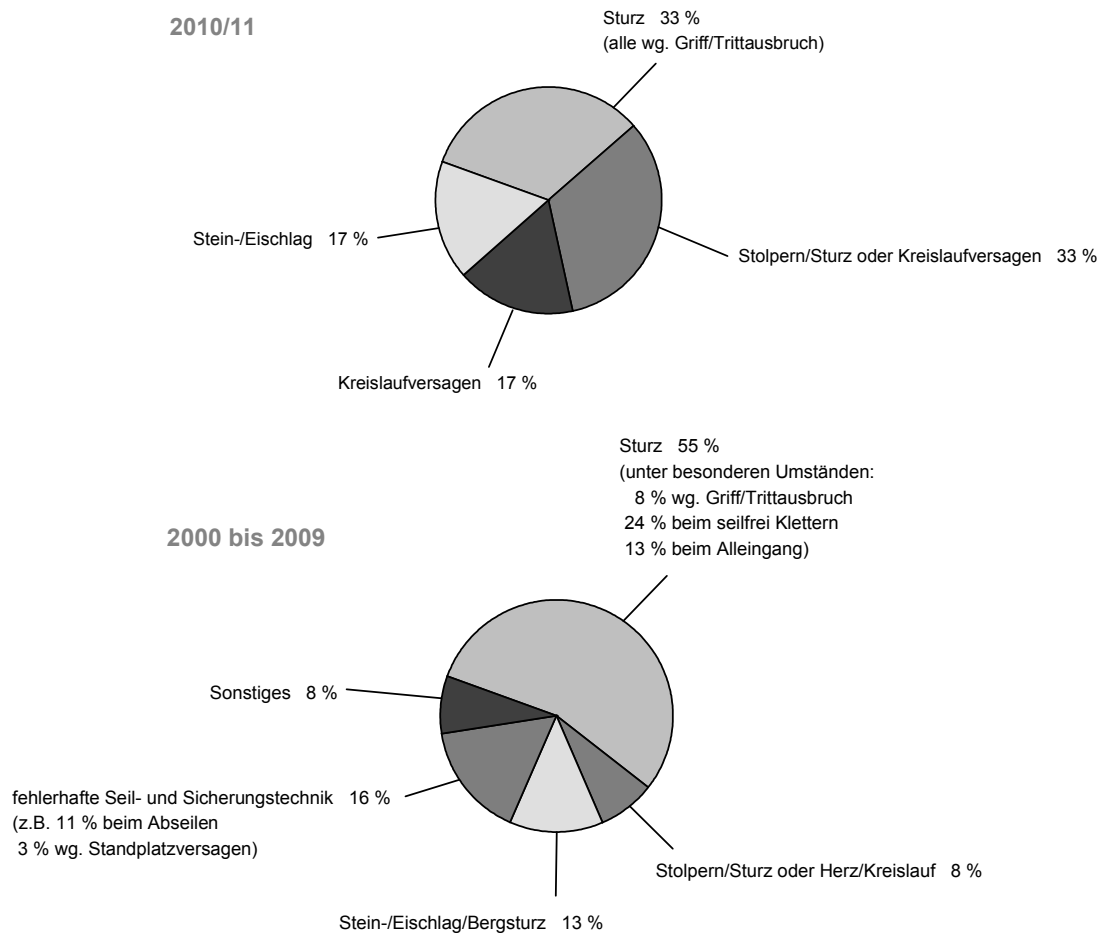 2010/11
Sturz 33 %
(alle wg. Griff/Trittausbruch)
Stein-/Eischlag 17 %
Stolpern/Sturz oder Kreislaufversagen 33 %
Kreislaufversagen 17 %
2000 bis 2009
Sturz 55 %
(unter besonderen Umständen:
8 % wg. Griff/Trittausbruch
24 % beim seilfrei Klettern
13 % beim Alleingang)
Sonstiges 8 %
fehlerhafte Seil- und Sicherungstechnik 16 %
(z.B. 11 % beim Abseilen
3 % wg. Standplatzversagen)
Stolpern/Sturz oder Herz/Kreislauf 8 %
Stein-/Eischlag/Bergsturz 13 %